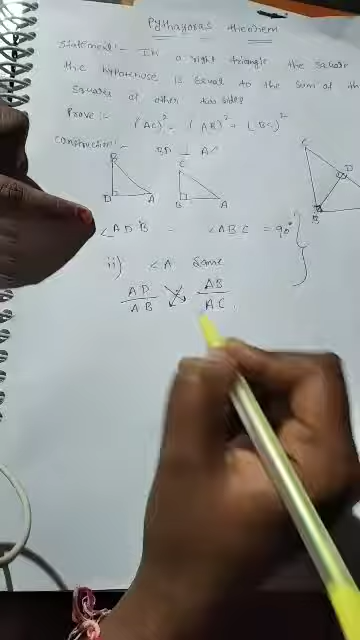 Pythagoras theorem
Statement :- In a right triangle the square
the hypotenuse is equal to the sum of the
squares of other two sides
Prove :- (AC)² = (AB)² + (BC)²
Construction :- BD ⊥ AC
B
D
A
C
B
A
C
D
B
∠ADB = ∠ABC = 90°
ii) ∠A same
AD AB
AB AC